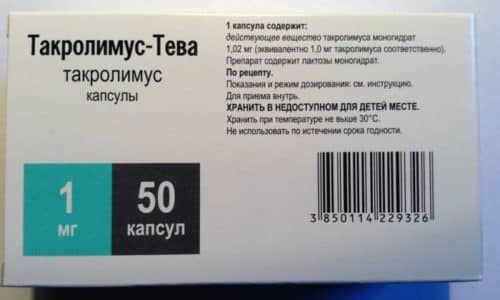 Такролимус-Тева
такролимус
капсулы
1 капсула содержит:
действующее вещество такролимуса моногидрат
1,02 мг (эквивалентно 1,0 мг такролимуса соответственно).
Препарат содержит лактозы моногидрат.
По рецепту.
Показания и режим дозирования: см. инструкцию.
Для приема внутрь.
ХРАНИТЬ В НЕДОСТУПНОМ ДЛЯ ДЕТЕЙ МЕСТЕ.
Хранить при температуре не выше 30°C.
Не использовать по истечении срока годности.
1
мг
50
капсул
3 850114 229326